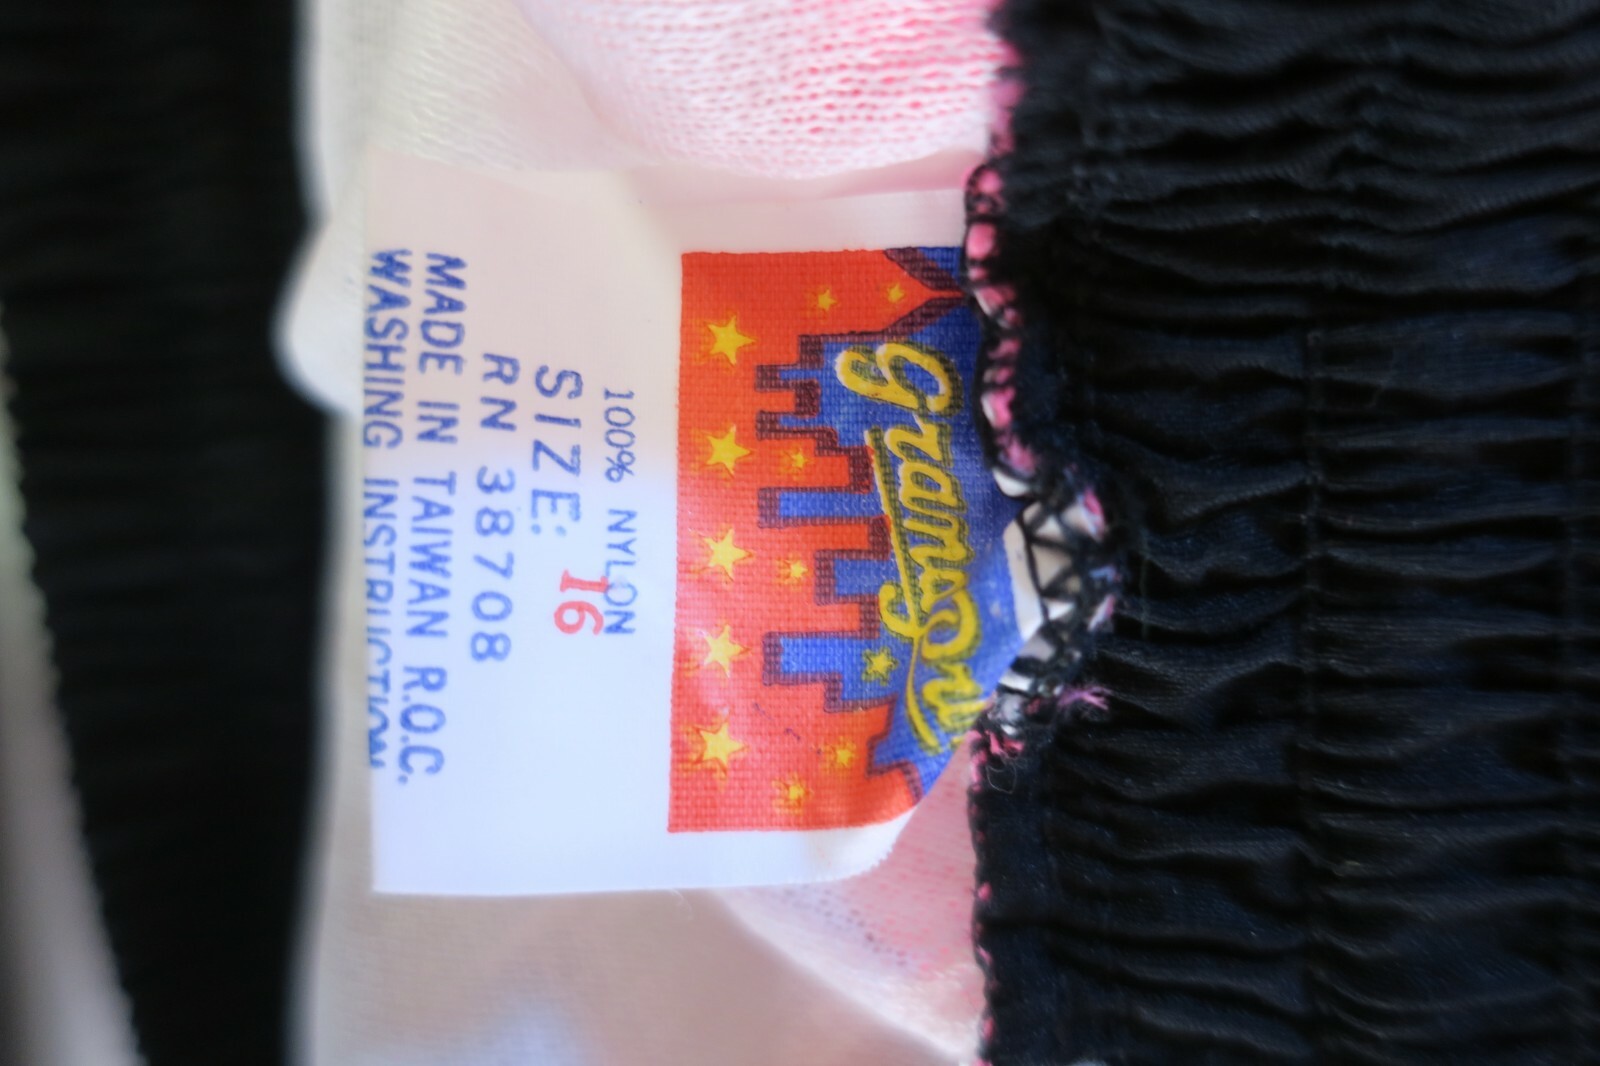 100% NYLON
SIZE: 16
RN 38708
MADE IN TAIWAN R.O.C.
WASHING INSTRUCTION